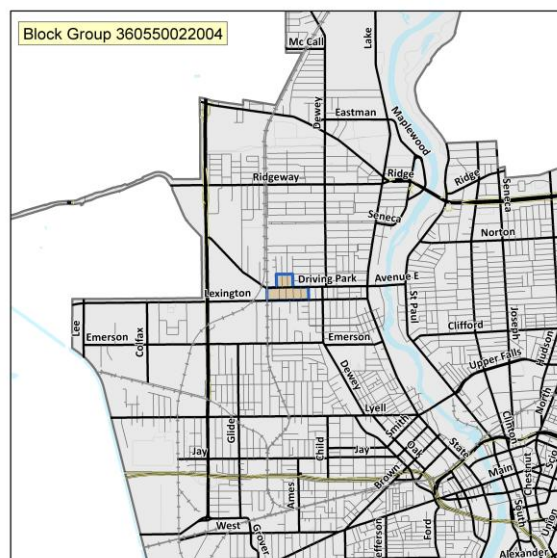 Block Group 360550022004
Mc Call
Lake
Dewey
Eastman
Maplewood
Ridgeway
Ridge
Ridge
Seneca
Seneca
Norton
Driving Park
Avenue E
Lexington
St Paul
Lee
Colfax
Emerson
Emerson
Clifford
Joseph
Hudson
Upper Falls
North
Dewey
Lyell
Glide
Smith
Clinton
Scio
Child
Oak
State
Jay
Jay
Brown
Main
Chestnut
Ames
West
Grover
Jefferson
Ford
South
Union
Alexander